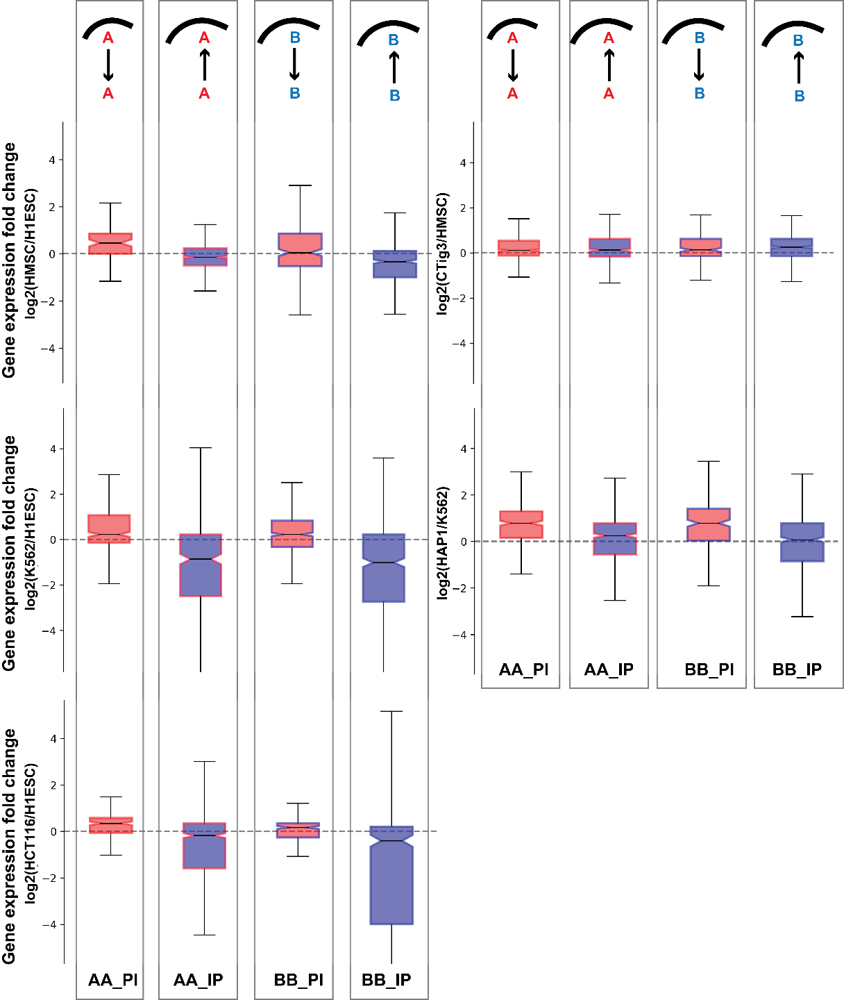 A A B B A A B B
A A B B A A B B
Gene expression fold change
log2(HMSC/H1ESC)
4
2
0
−2
−4
log2(CTig3/HMSC)
4
2
0
−2
−4
Gene expression fold change
log2(K562/H1ESC)
4
2
0
−2
−4
log2(HAP1/K562)
4
2
0
−2
−4
AA_PI AA_IP BB_PI BB_IP
Gene expression fold change
log2(HCT116/H1ESC)
4
2
0
−2
−4
AA_PI AA_IP BB_PI BB_IP